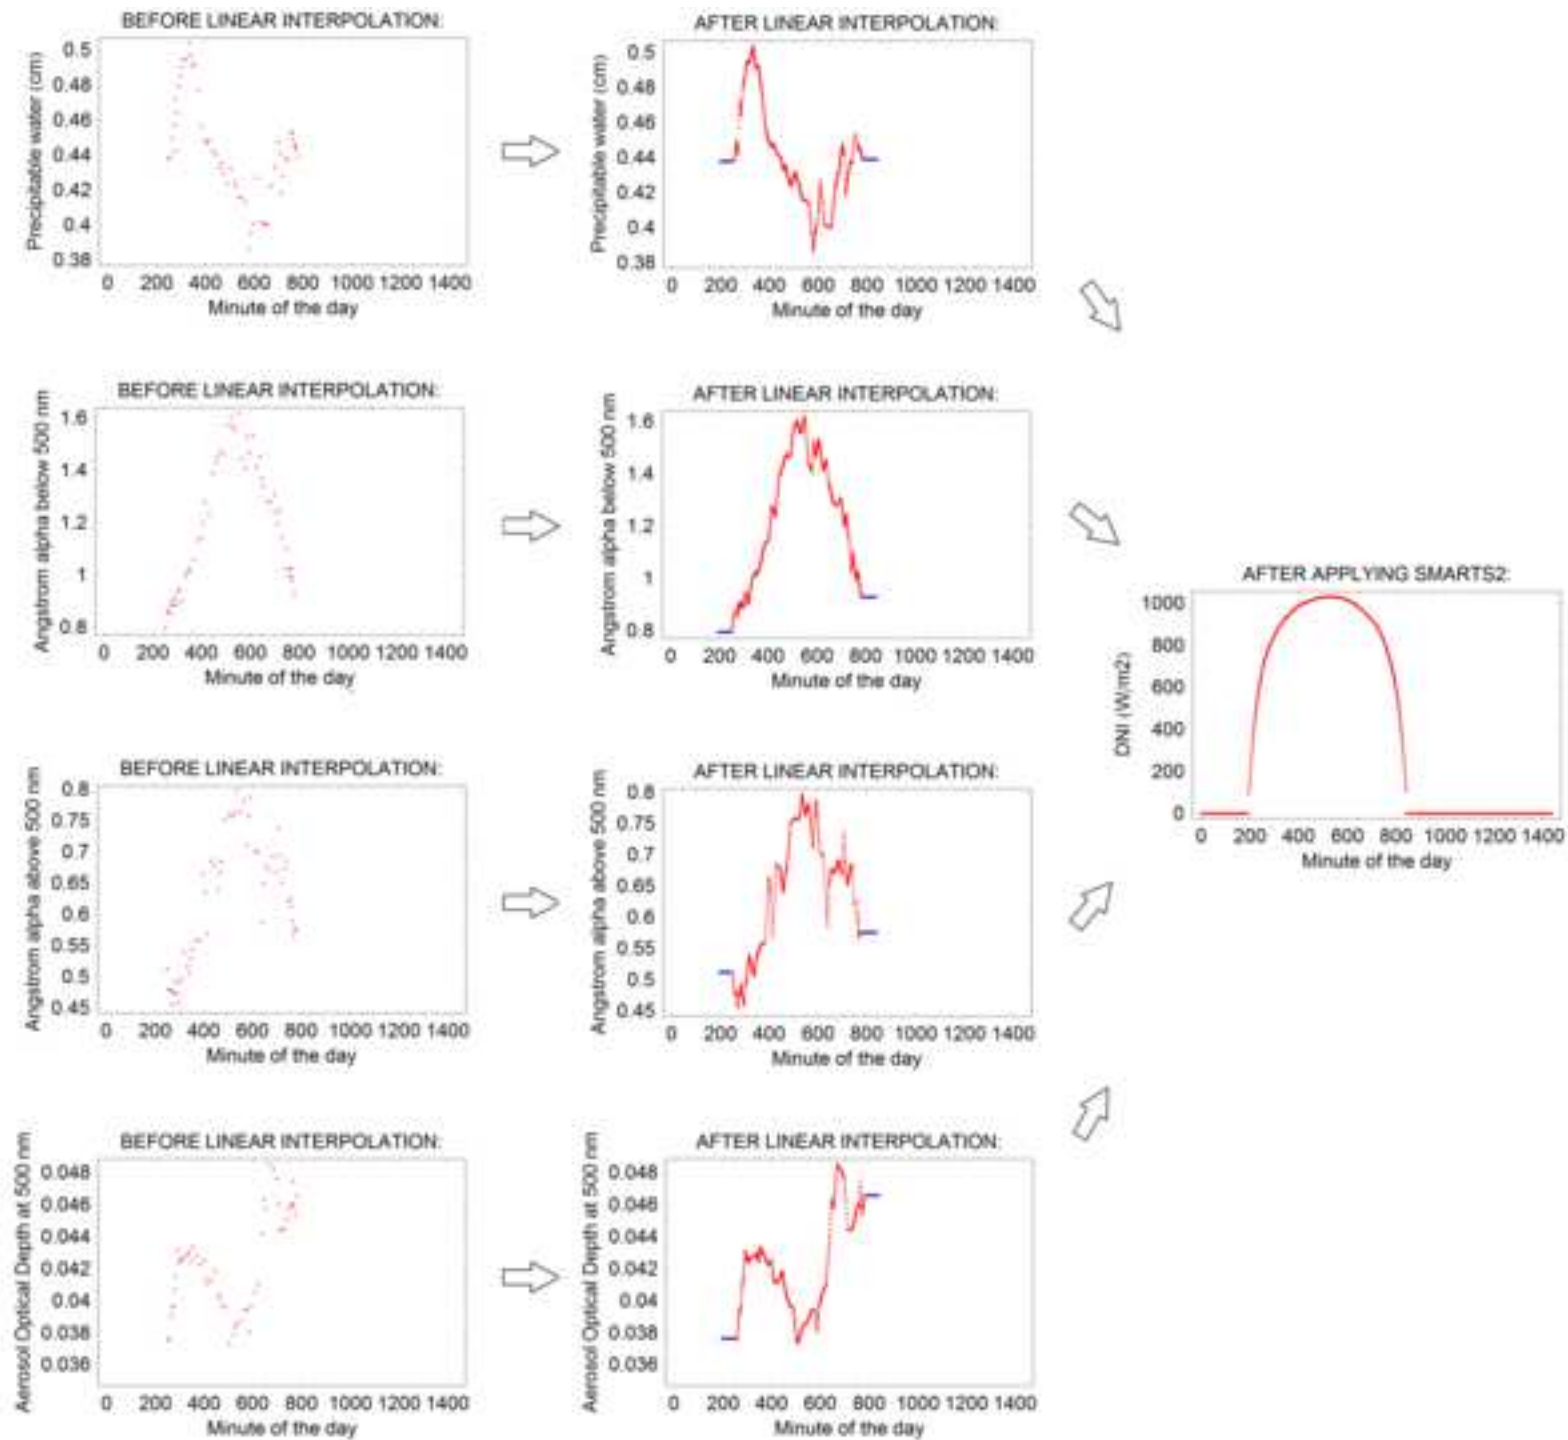 BEFORE LINEAR INTERPOLATION:
Precipitable water (cm)
0.5
0.48
0.46
0.44
0.42
0.4
0.38
0 200 400 600 800 1000 1200 1400
Minute of the day
AFTER LINEAR INTERPOLATION:
Precipitable water (cm)
0.5
0.48
0.46
0.44
0.42
0.4
0.38
0 200 400 600 800 1000 1200 1400
Minute of the day
BEFORE LINEAR INTERPOLATION:
Angstrom alpha below 500 nm
1.6
1.4
1.2
1
0.8
0 200 400 600 800 1000 1200 1400
Minute of the day
AFTER LINEAR INTERPOLATION:
Angstrom alpha below 500 nm
1.6
1.4
1.2
1
0.8
0 200 400 600 800 1000 1200 1400
Minute of the day
AFTER APPLYING SMARTS2:
DNI (W/m2)
1000
800
600
400
200
0
0 200 400 600 800 1000 1200 1400
Minute of the day
BEFORE LINEAR INTERPOLATION:
Angstrom alpha above 500 nm
0.8
0.75
0.7
0.65
0.6
0.55
0.5
0.45
0 200 400 600 800 1000 1200 1400
Minute of the day
AFTER LINEAR INTERPOLATION:
Angstrom alpha above 500 nm
0.8
0.75
0.7
0.65
0.6
0.55
0.5
0.45
0 200 400 600 800 1000 1200 1400
Minute of the day
BEFORE LINEAR INTERPOLATION:
Aerosol Optical Depth at 500 nm
0.048
0.046
0.044
0.042
0.04
0.038
0.036
0 200 400 600 800 1000 1200 1400
Minute of the day
AFTER LINEAR INTERPOLATION:
Aerosol Optical Depth at 500 nm
0.048
0.046
0.044
0.042
0.04
0.038
0.036
0 200 400 600 800 1000 1200 1400
Minute of the day